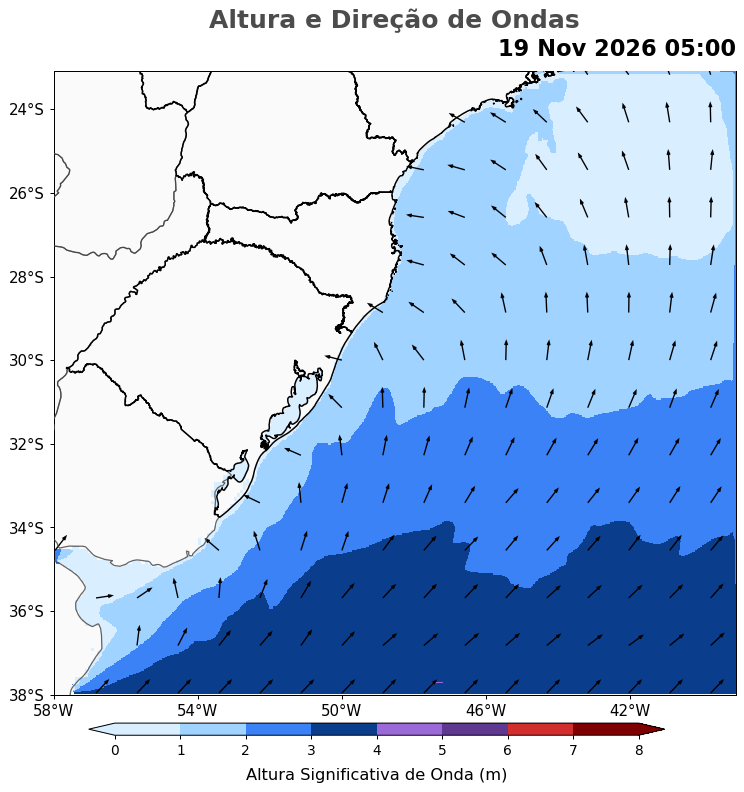 Altura e Direção de Ondas
19 Nov 2026 05:00
24°S
26°S
28°S
30°S
32°S
34°S
36°S
38°S
58°W 54°W 50°W 46°W 42°W
0 1 2 3 4 5 6 7 8
Altura Significativa de Onda (m)